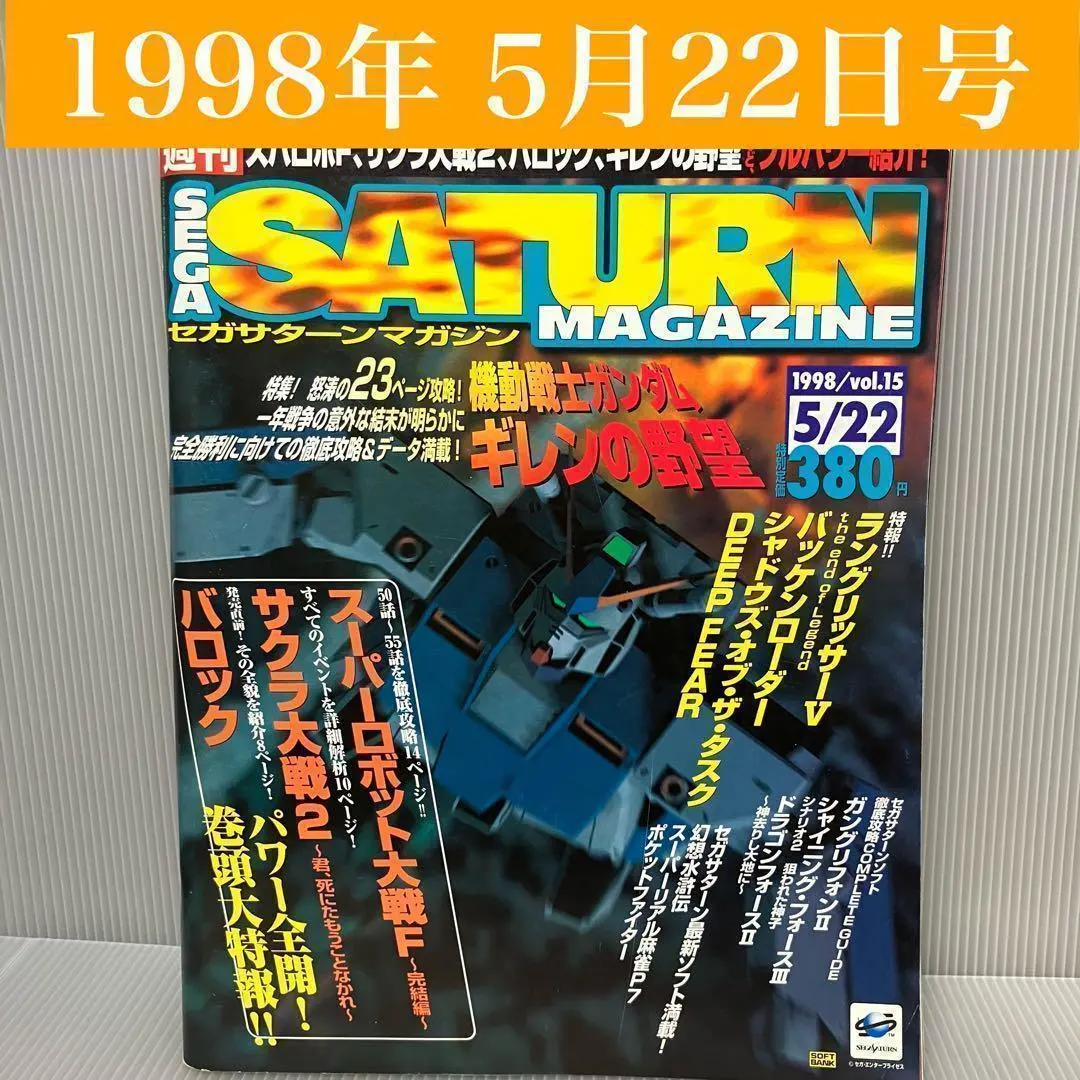 1998年 5月22日号
週刊
スパロボF、サクラ大戦2、バロック、ギレンの野望など、フルパワー紹介!
SEGA
SATURN
MAGAZINE
セガサターンマガジン
特集! 怒涛の23ページ攻略!
一年戦争の意外な結末が明らかに
完全勝利に向けての徹底攻略&データ満載!
機動戦士ガンダム
ギレンの野望
1998/vol.15
5/22
特別定価
380円
特報!!
ラングリッサーV
the end of Legend
バッケンローダー
シャドウズ・オブ・ザ・タスク
DEEP FEAR
50話〜55話を徹底攻略14ページ!!
スーパーロボット大戦F〜完結編〜
すべてのイベントを詳細解析10ページ!
サクラ大戦2〜君、死にたもうことなかれ〜
発売直前! その全貌を紹介8ページ!
バロック
パワー全開!
巻頭大特報!!
セガサターンソフト
徹底攻略COMPLETE GUIDE
ガングリフォンII
シャイニング・フォースIII
シナリオ2 狙われた神子
ドラゴンフォースII
〜神去りし大地に〜
セガサターン最新ソフト満載!
幻想水滸伝
スーパーリアル麻雀P7
ポケットファイター
SOFT
BANK
SEGA SATURN
TM
© セガ・エンタープライゼス